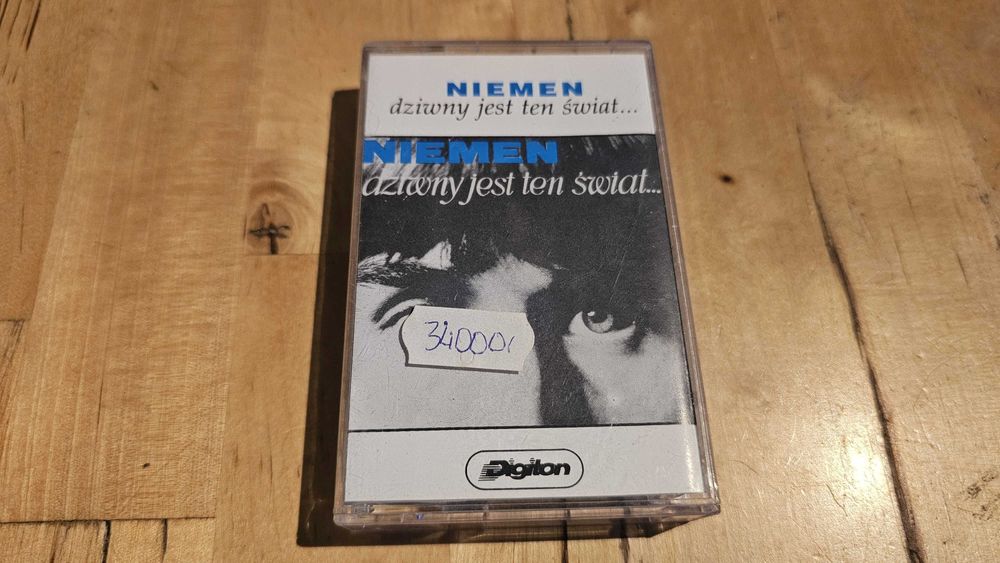 NIEMEN
dziwny jest ten świat...
NIEMEN
dziwny jest ten świat...
34000,
Digiton